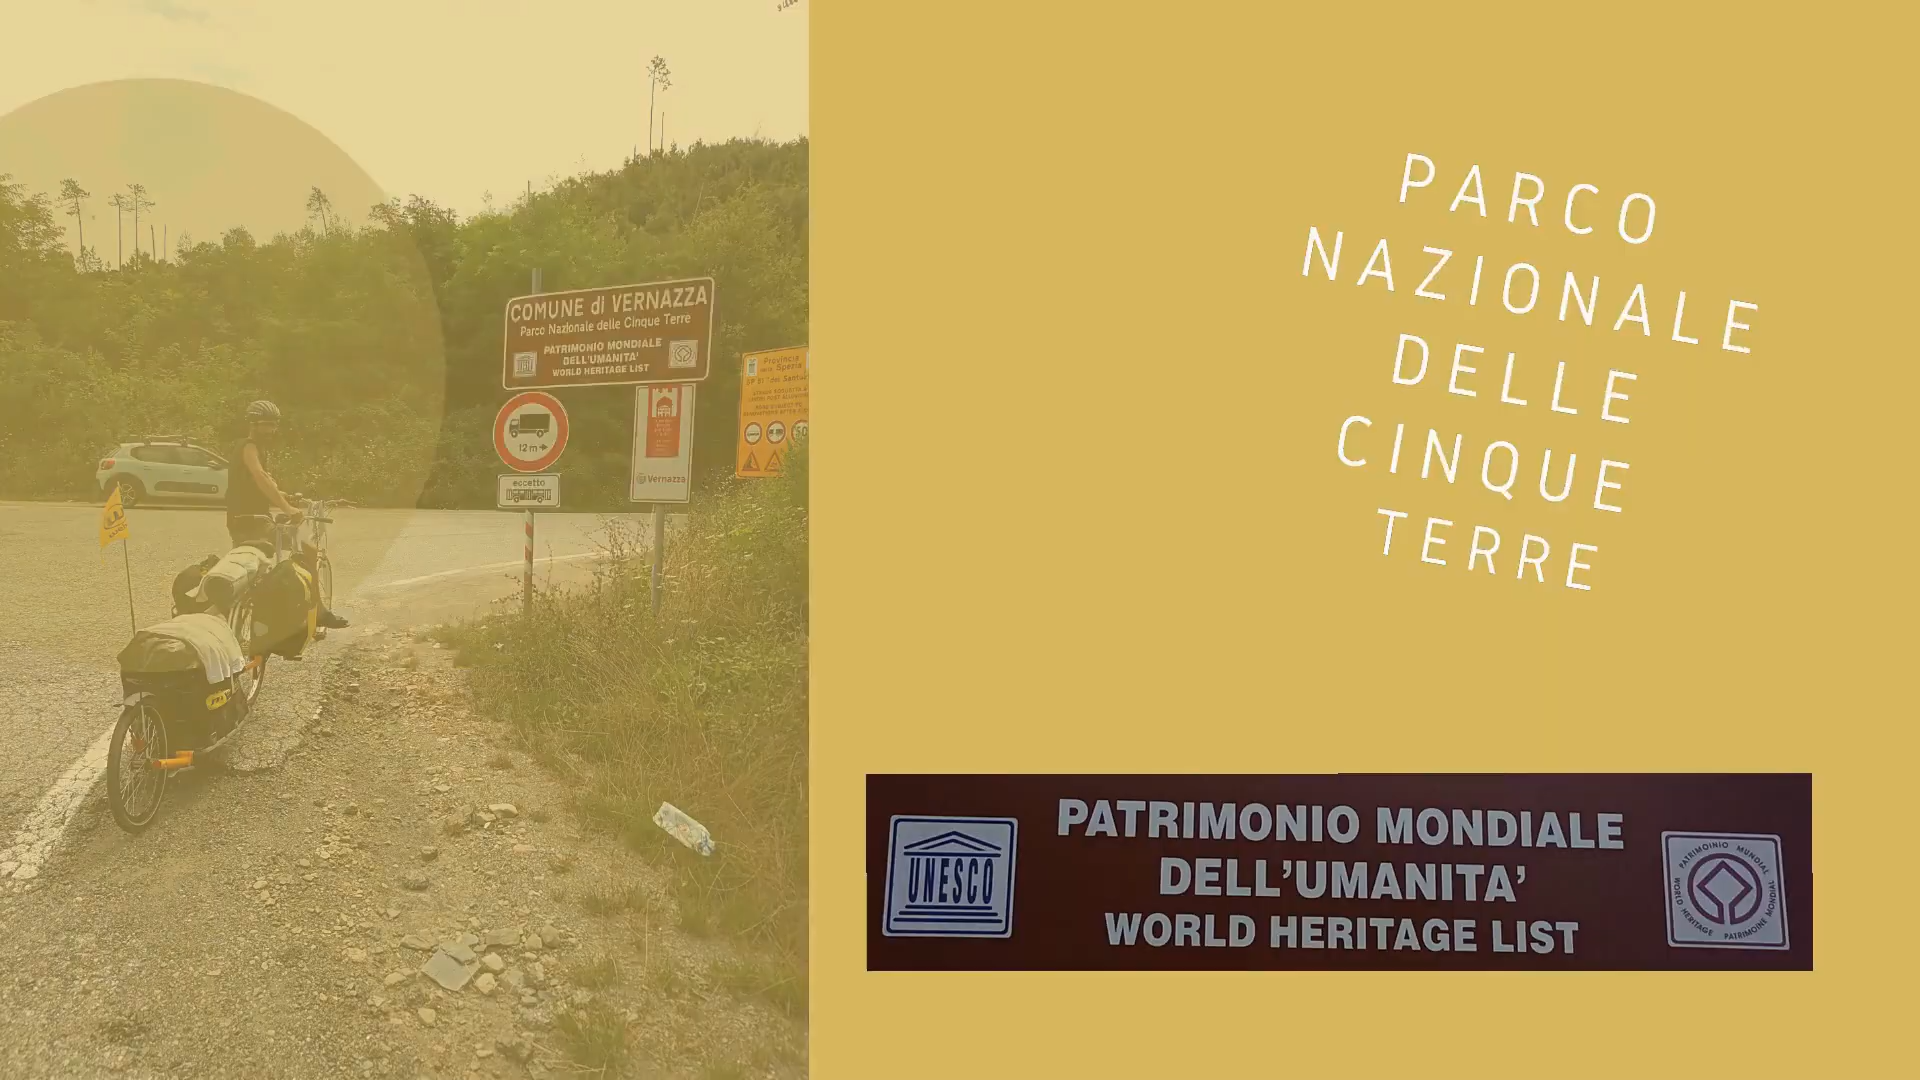 COMUNE di VERNAZZA
Parco Nazionale delle Cinque Terre
PATRIMONIO MONDIALE
DELL'UMANITA'
WORLD HERITAGE LIST
12 m
eccetto
Vernazza
Provincia
della Spezia
PARCO
NAZIONALE
DELLE
CINQUE
TERRE
UNESCO
PATRIMONIO MONDIALE
DELL'UMANITA'
WORLD HERITAGE LIST
PATRIMOINIO MUNDIAL
WORLD HERITAGE
PATRIMOINE MONDIAL